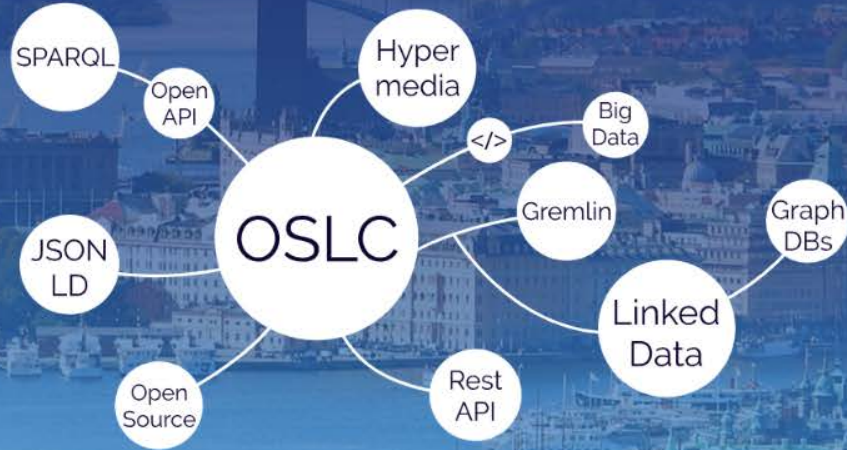 SPARQL
Open
API
Hyper
media
</>
Big
Data
OSLC
Gremlin
Graph
DBs
JSON
LD
Linked
Data
Open
Source
Rest
API